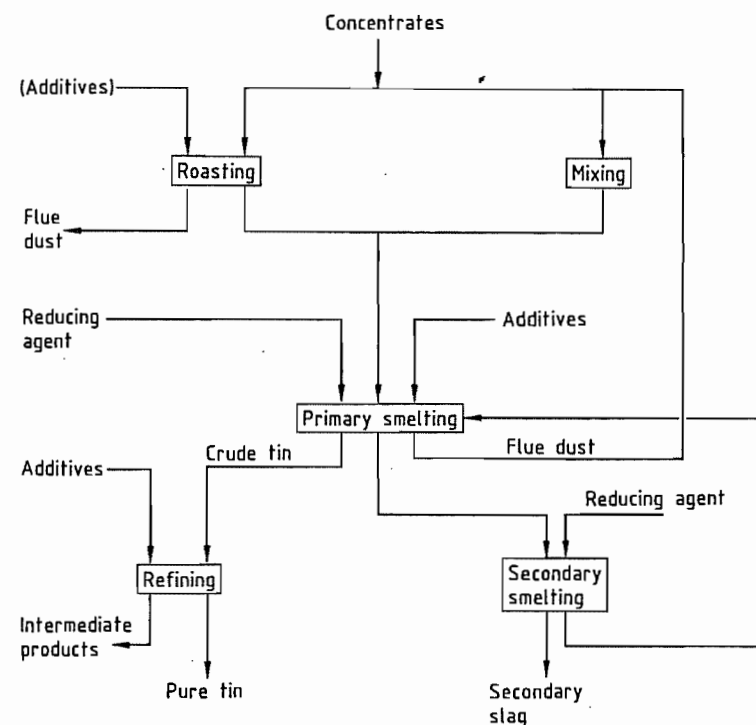 Concentrates
(Additives)
Roasting
Mixing
Flue
dust
Reducing
agent
Additives
Primary smelting
Crude tin
Flue dust
Additives
Reducing agent
Refining
Secondary
smelting
Intermediate
products
Pure tin
Secondary
slag